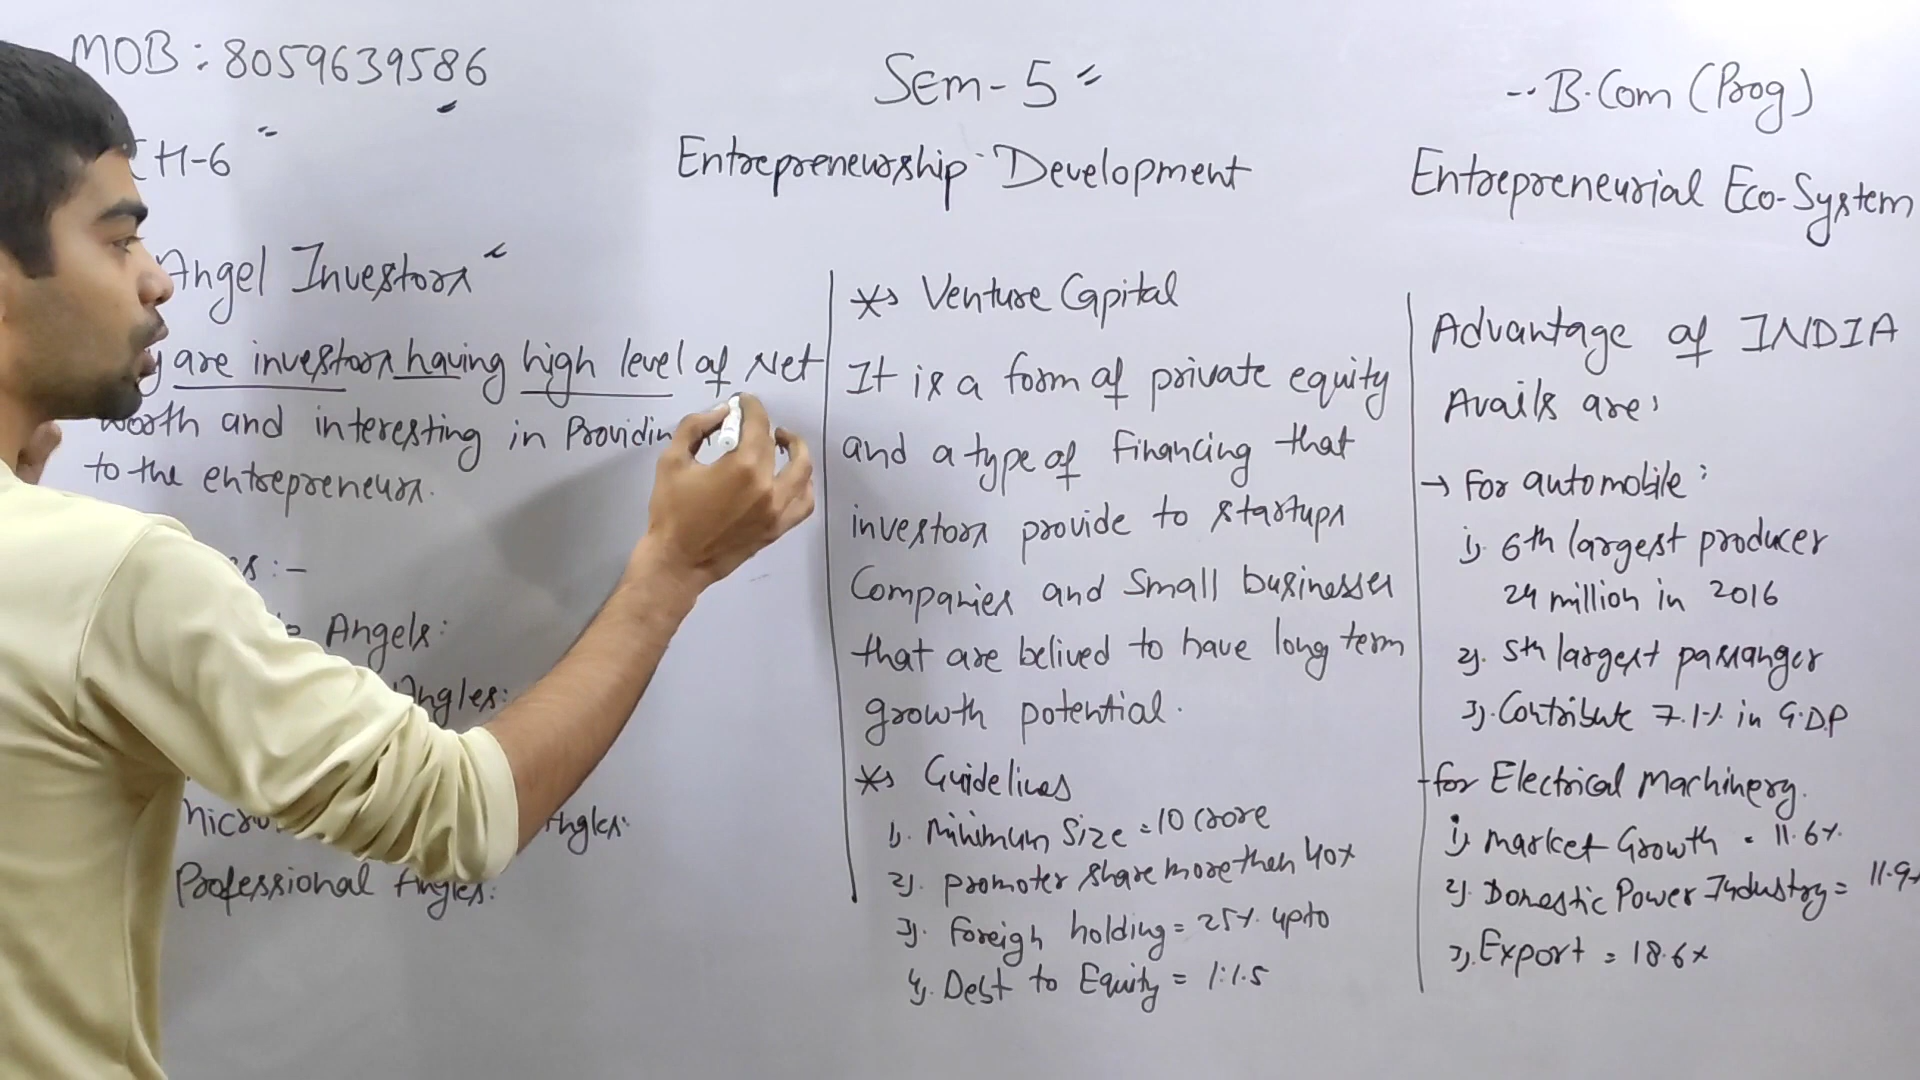 MOB: 8059639586
CH-6
Sem-5
Entrepreneurship Development
B.Com (Prog)
Entrepreneurial Eco-System
Angel Investors
are investors having high level of Net
worth and interesting in Providin
to the entrepreneurs.
Angels:
Angles:
Micro Angles:
Professional Angles:
Venture Capital
It is a form of private equity
and a type of Financing that
investors provide to startups
Companies and Small businesses
that are belived to have long term
growth potential.
Guidelines
1). Minimum Size = 10 crore
2). promoter share more then 40%
3). Foreign holding = 25% upto
4). Debt to Equity = 1:1.5
Advantage of INDIA
Avails are:
→ For automobile:
1). 6th largest producer
24 million in 2016
2). 5th largest passanger
3). Contribute 7.1% in G.D.P
for Electrical Machinery.
1). Market Growth = 11.6%.
2). Domestic Power Industry = 11.9%
3). Export = 18.6%